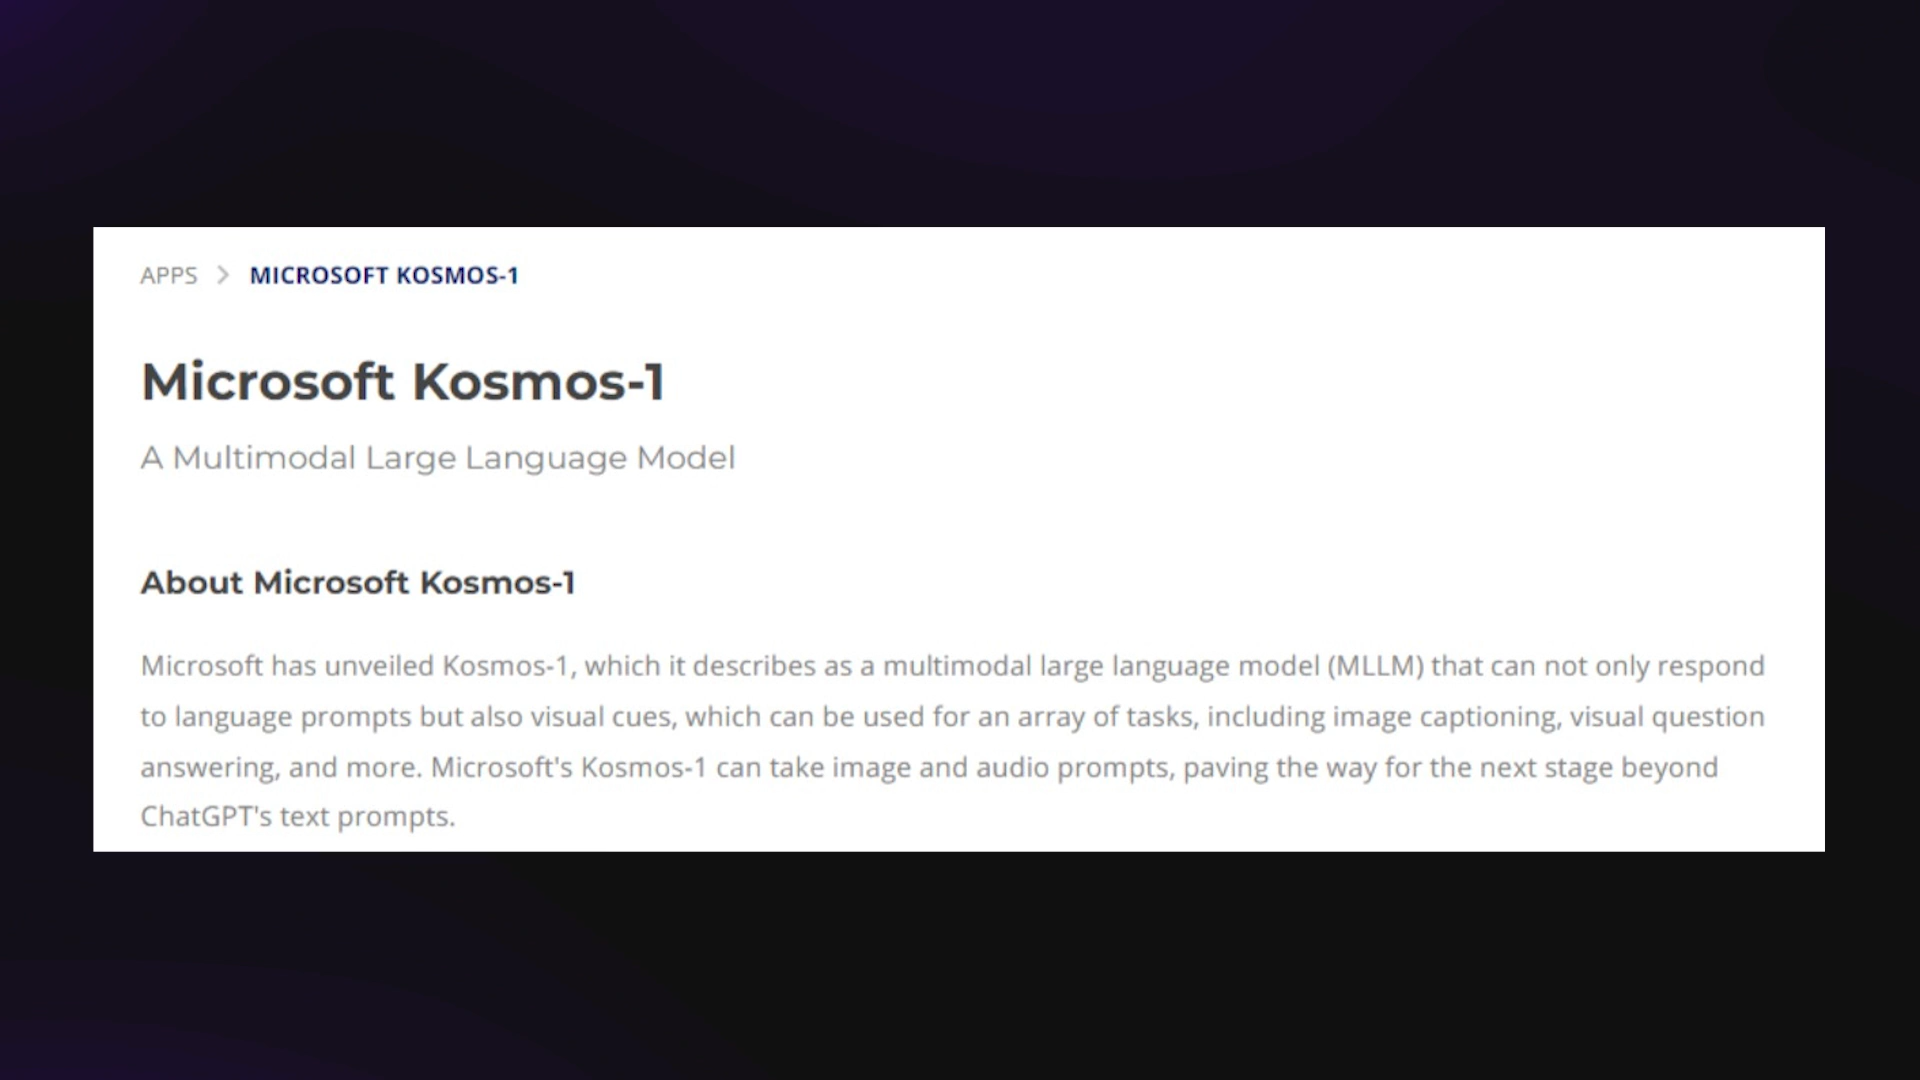 APPS > MICROSOFT KOSMOS-1
Microsoft Kosmos-1
A Multimodal Large Language Model
About Microsoft Kosmos-1
Microsoft has unveiled Kosmos-1, which it describes as a multimodal large language model (MLLM) that can not only respond
to language prompts but also visual cues, which can be used for an array of tasks, including image captioning, visual question
answering, and more. Microsoft's Kosmos-1 can take image and audio prompts, paving the way for the next stage beyond
ChatGPT's text prompts.